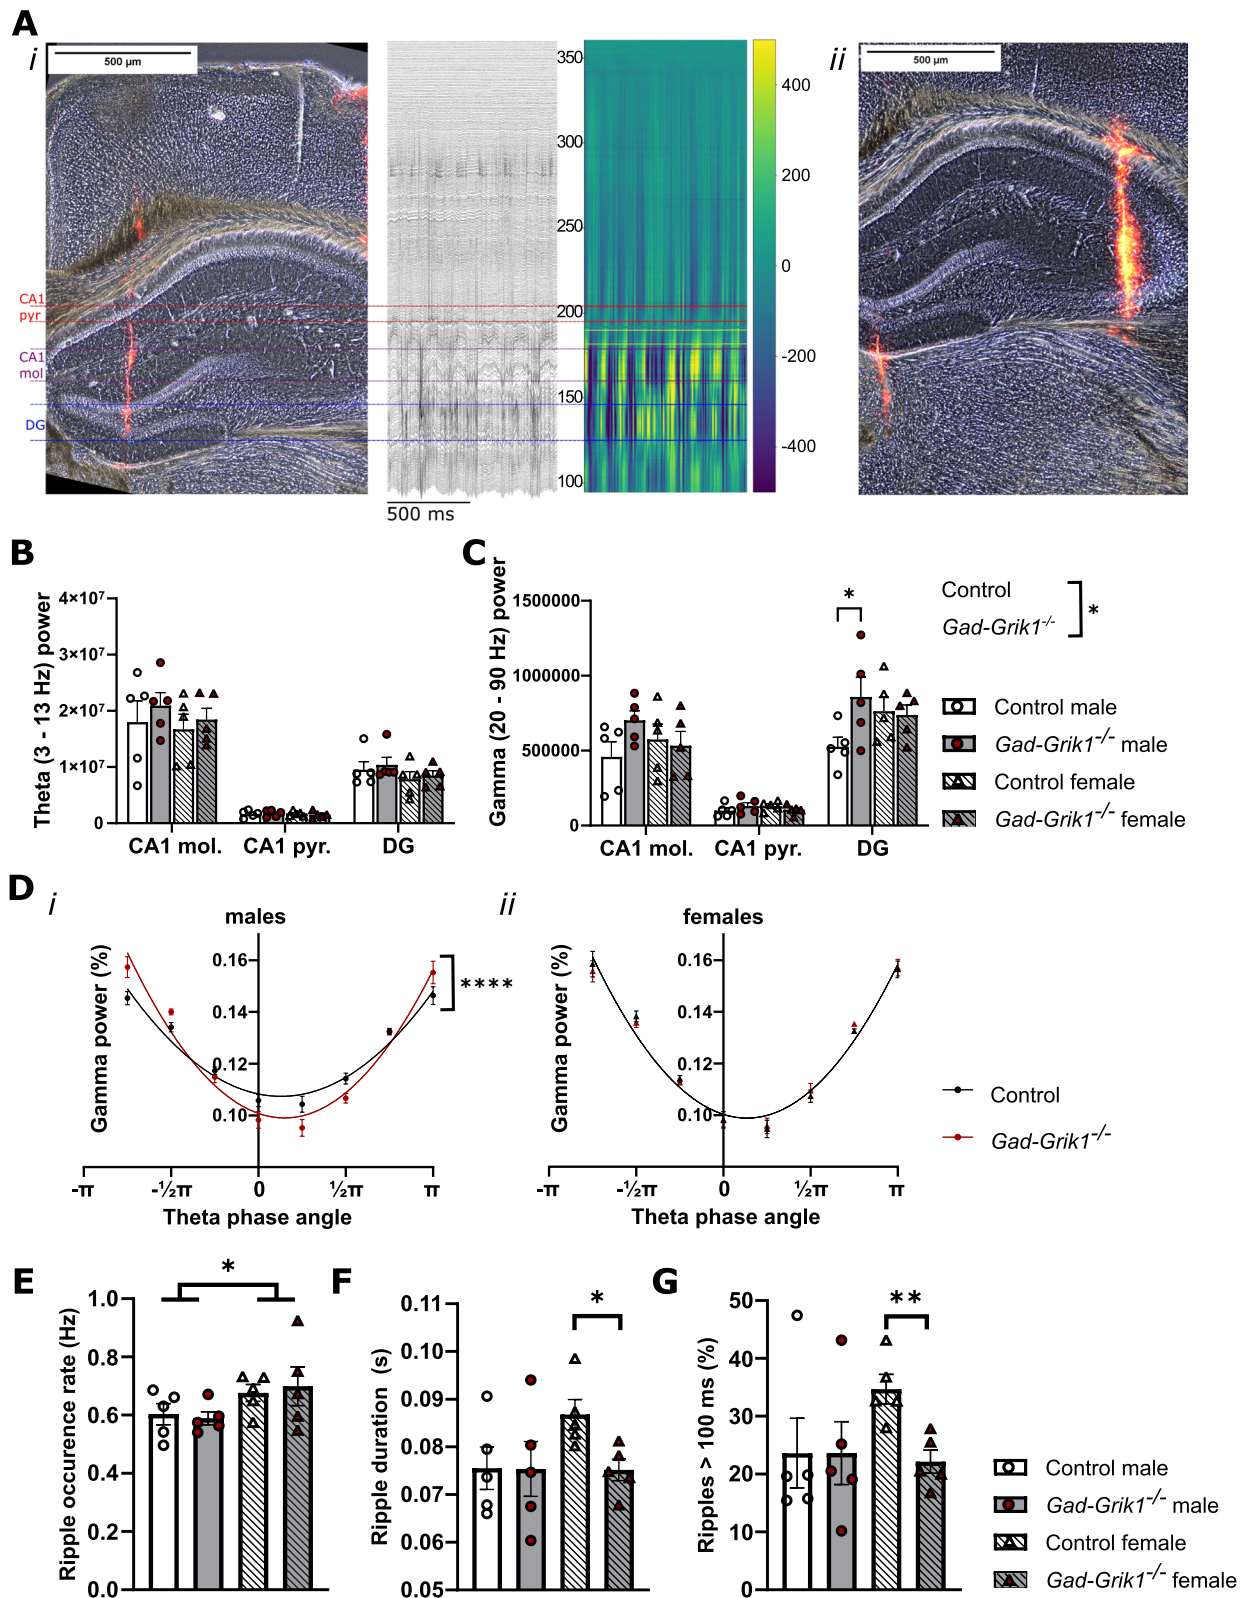 A
i
500 µm
350
300
250
200
150
100
400
200
0
-200
-400
ii
500 µm
CA1
pyr
CA1
mol
DG
500 ms
B
Theta (3 - 13 Hz) power
4×10⁷
3×10⁷
2×10⁷
1×10⁷
0
CA1 mol.
CA1 pyr.
DG
C
Gamma (20 - 90 Hz) power
1500000
1000000
500000
0
CA1 mol.
CA1 pyr.
DG
*
Control
Gad-Grik1⁻/⁻
*
Control male
Gad-Grik1⁻/⁻ male
Control female
Gad-Grik1⁻/⁻ female
D
i
males
Gamma power (%)
0.16
0.14
0.12
0.10
****
-π
-½π
0
½π
π
Theta phase angle
ii
females
Gamma power (%)
0.16
0.14
0.12
0.10
-π
-½π
0
½π
π
Theta phase angle
Control
Gad-Grik1⁻/⁻
E
Ripple occurence rate (Hz)
1.0
0.8
0.6
0.4
0.2
0.0
*
F
Ripple duration (s)
0.11
0.10
0.09
0.08
0.07
0.06
0.05
*
G
Ripples > 100 ms (%)
50
40
30
20
10
0
**
Control male
Gad-Grik1⁻/⁻ male
Control female
Gad-Grik1⁻/⁻ female